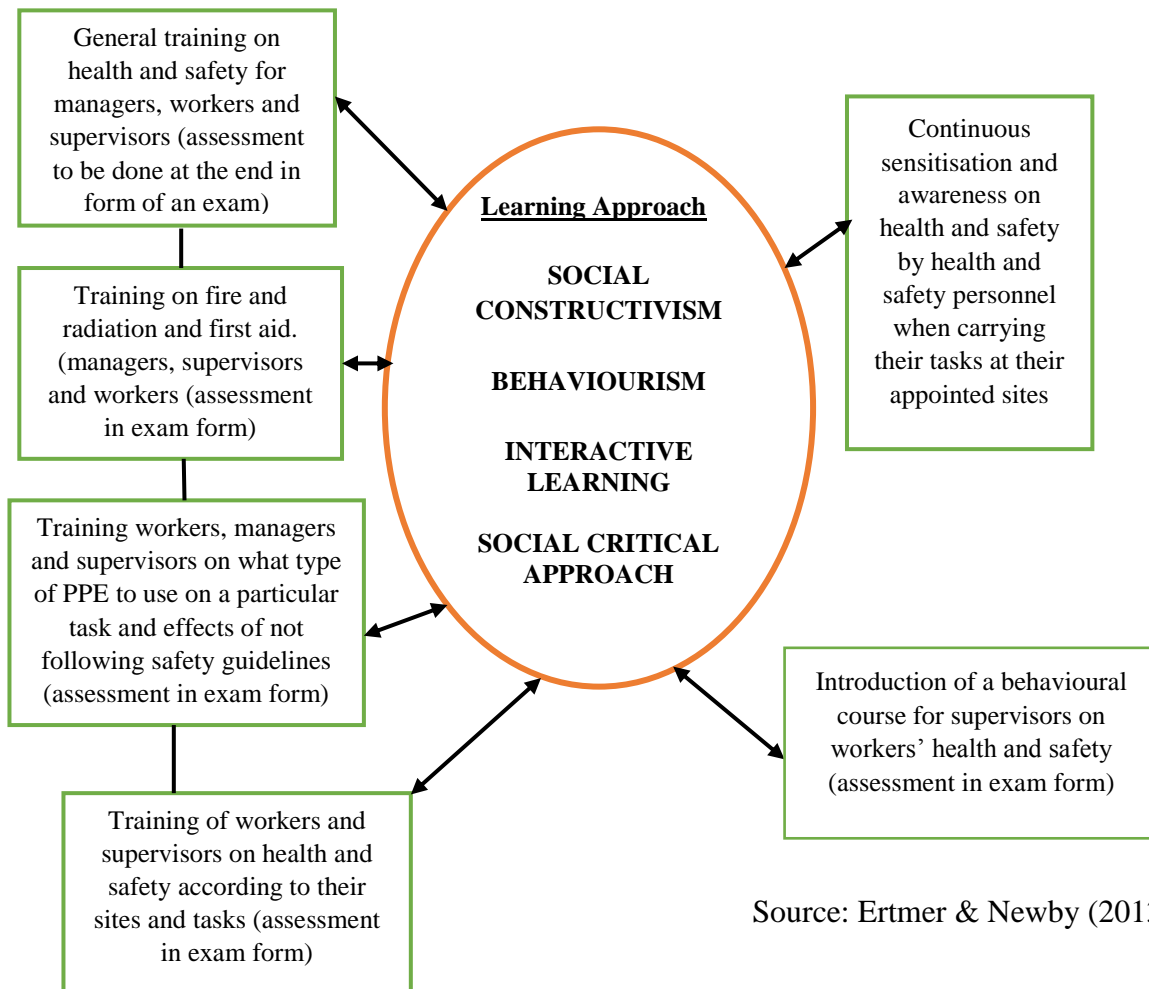 General training on
health and safety for
managers, workers and
supervisors (assessment
to be done at the end in
form of an exam)
Training on fire and
radiation and first aid.
(managers, supervisors
and workers (assessment
in exam form)
Training workers, managers
and supervisors on what type
of PPE to use on a particular
task and effects of not
following safety guidelines
(assessment in exam form)
Training of workers and
supervisors on health and
safety according to their
sites and tasks (assessment
in exam form)
Learning Approach
SOCIAL
CONSTRUCTIVISM
BEHAVIOURISM
INTERACTIVE
LEARNING
SOCIAL CRITICAL
APPROACH
Continuous
sensitisation and
awareness on
health and safety
by health and
safety personnel
when carrying
their tasks at their
appointed sites
Introduction of a behavioural
course for supervisors on
workers’ health and safety
(assessment in exam form)
Source: Ertmer & Newby